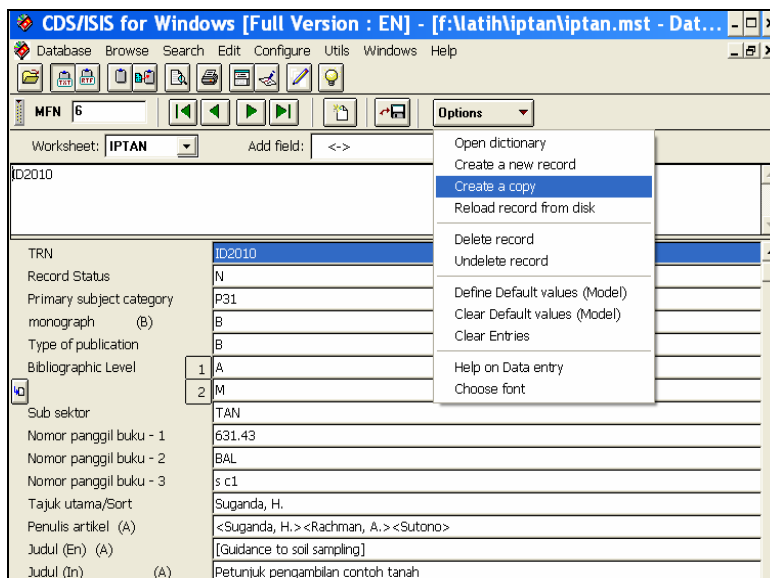 CDS/ISIS for Windows [Full Version : EN] - [f:\latih\iptan\iptan.mst - Dat...
Database Browse Search Edit Configure Utils Windows Help
TXT RTF
MFN 6 Options
Worksheet: IPTAN Add field: <->
ID2010
Open dictionary
Create a new record
Create a copy
Reload record from disk
Delete record
Undelete record
Define Default values (Model)
Clear Default values (Model)
Clear Entries
Help on Data entry
Choose font
TRN ID2010
Record Status N
Primary subject category P31
monograph (B) B
Type of publication B
Bibliographic Level 1 A
2 M
Sub sektor TAN
Nomor panggil buku - 1 631.43
Nomor panggil buku - 2 BAL
Nomor panggil buku - 3 s c1
Tajuk utama/Sort Suganda, H.
Penulis artikel (A) <Suganda, H.><Rachman, A.><Sutono>
Judul (En) (A) [Guidance to soil sampling]
Judul (In) (A) Petunjuk pengambilan contoh tanah